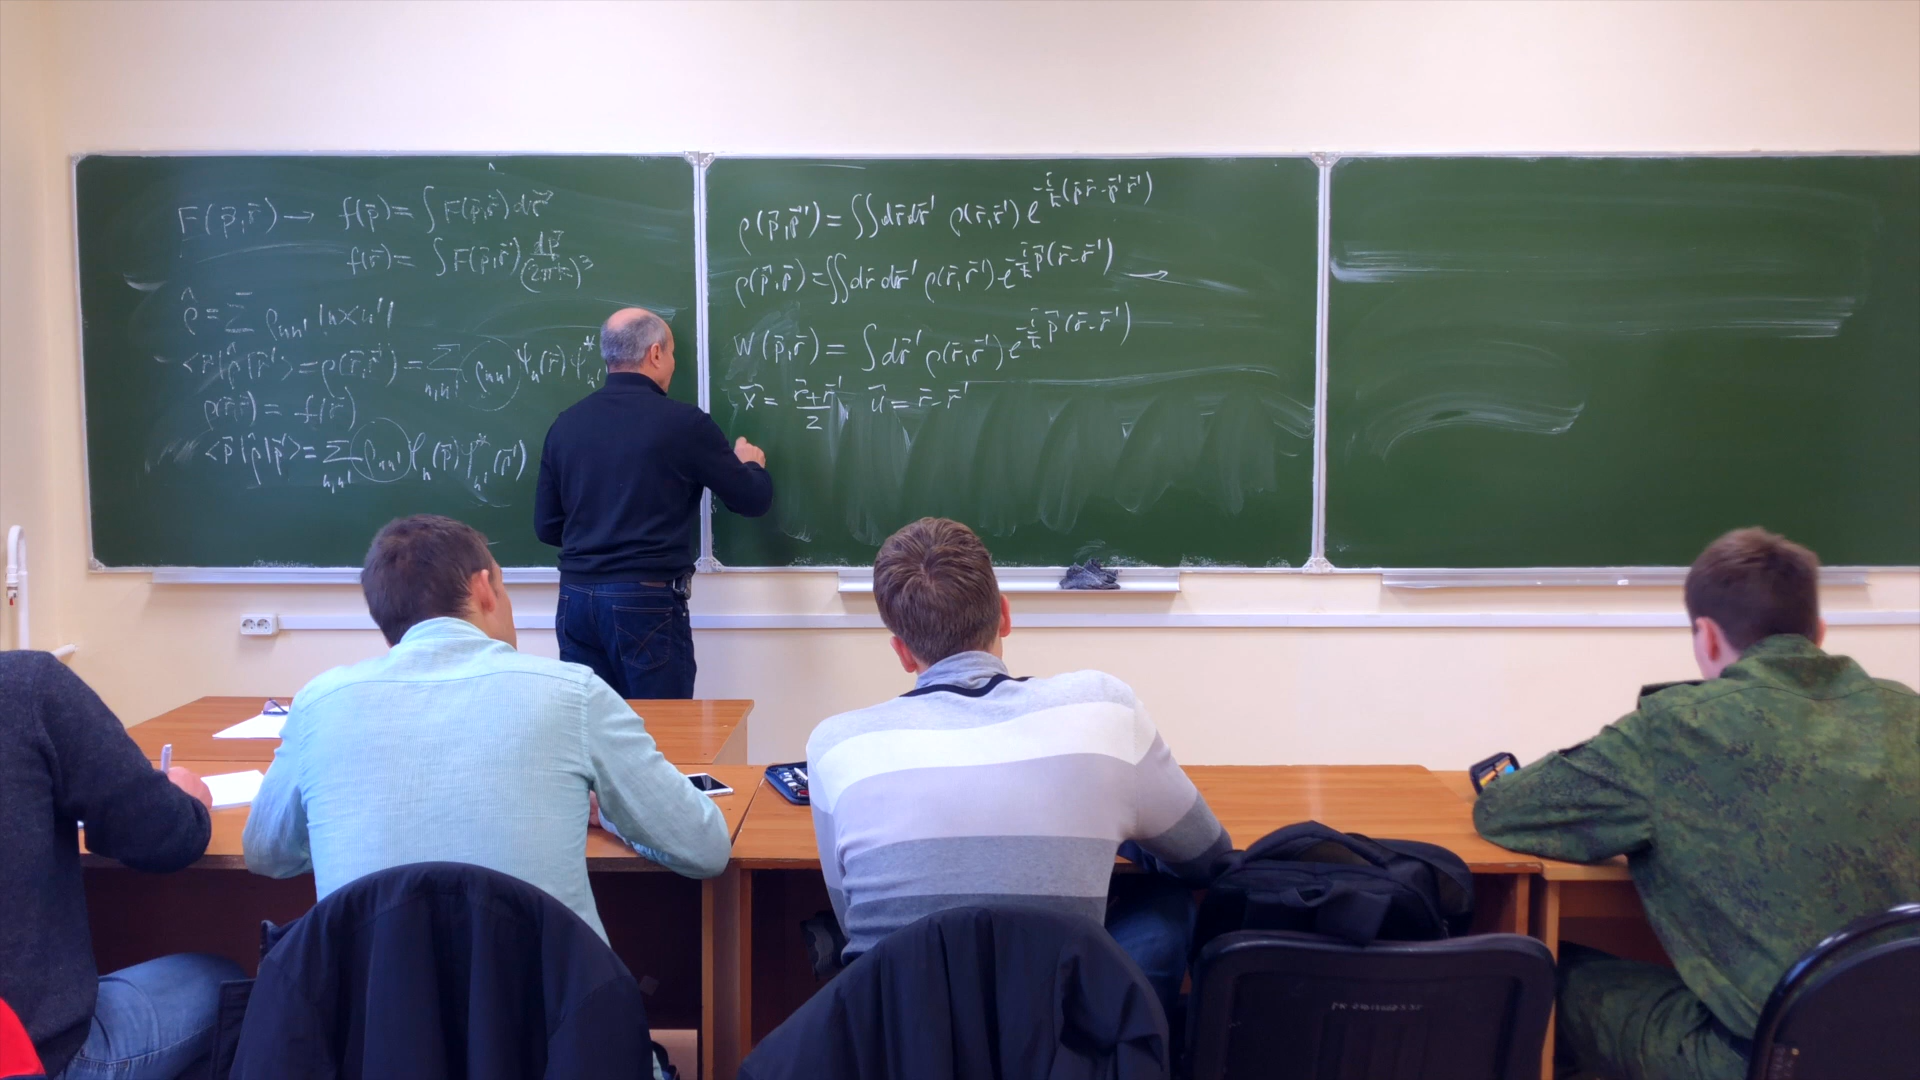 F(p⃗,r⃗) → f(p⃗) = ∫ F(p⃗,r⃗) dr⃗
f(r⃗) = ∫ F(p⃗,r⃗) dp⃗/(2πħ)³
ρ̂ = Σ ρₙₙ′ |n><n′|
<r⃗|ρ̂|r⃗′> = ρ(r⃗,r⃗′) = Σₙ,ₙ′ ρₙₙ′ ψₙ(r⃗) ψ*ₙ′
ρ(r⃗,r⃗) = f(r⃗)
<p⃗|ρ̂|p⃗′> = Σₙ,ₙ′ ρₙₙ′ φₙ(p⃗) φ*ₙ′(p⃗′)
ρ(p⃗,p⃗′) = ∫∫ dr⃗ dr⃗′ ρ(r⃗,r⃗′) e^{-i/ħ (p⃗r⃗ - p⃗′r⃗′)}
ρ(p⃗,p⃗) = ∫∫ dr⃗ dr⃗′ ρ(r⃗,r⃗′) e^{-i/ħ p⃗(r⃗ - r⃗′)} →
W(p⃗,r⃗) = ∫ dr⃗′ ρ(r⃗,r⃗′) e^{-i/ħ p⃗(r⃗ - r⃗′)}
x⃗ = (r⃗ + r⃗′)/2 u⃗ = r⃗ - r⃗′